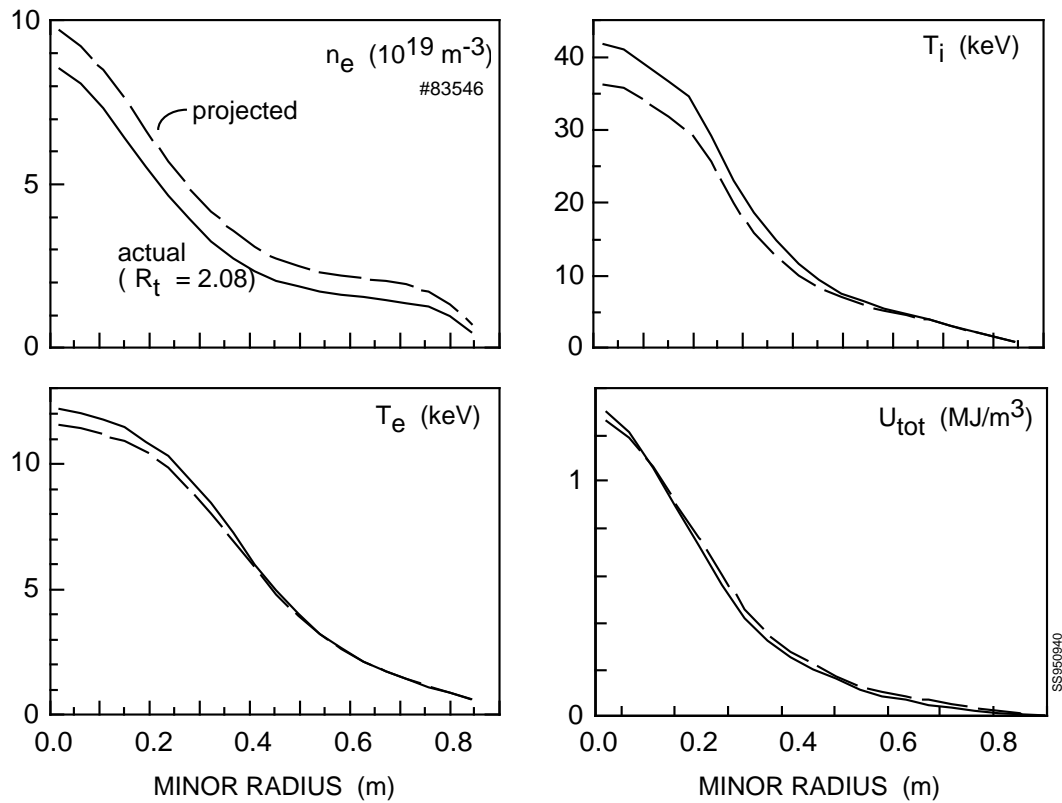 10
5
0
n_e (10^19 m^-3)
#83546
projected
actual
( R_t = 2.08)
40
30
20
10
0
T_i (keV)
10
5
0
T_e (keV)
0.0 0.2 0.4 0.6 0.8
MINOR RADIUS (m)
1
0
U_tot (MJ/m^3)
0.0 0.2 0.4 0.6 0.8
MINOR RADIUS (m)
SS950940